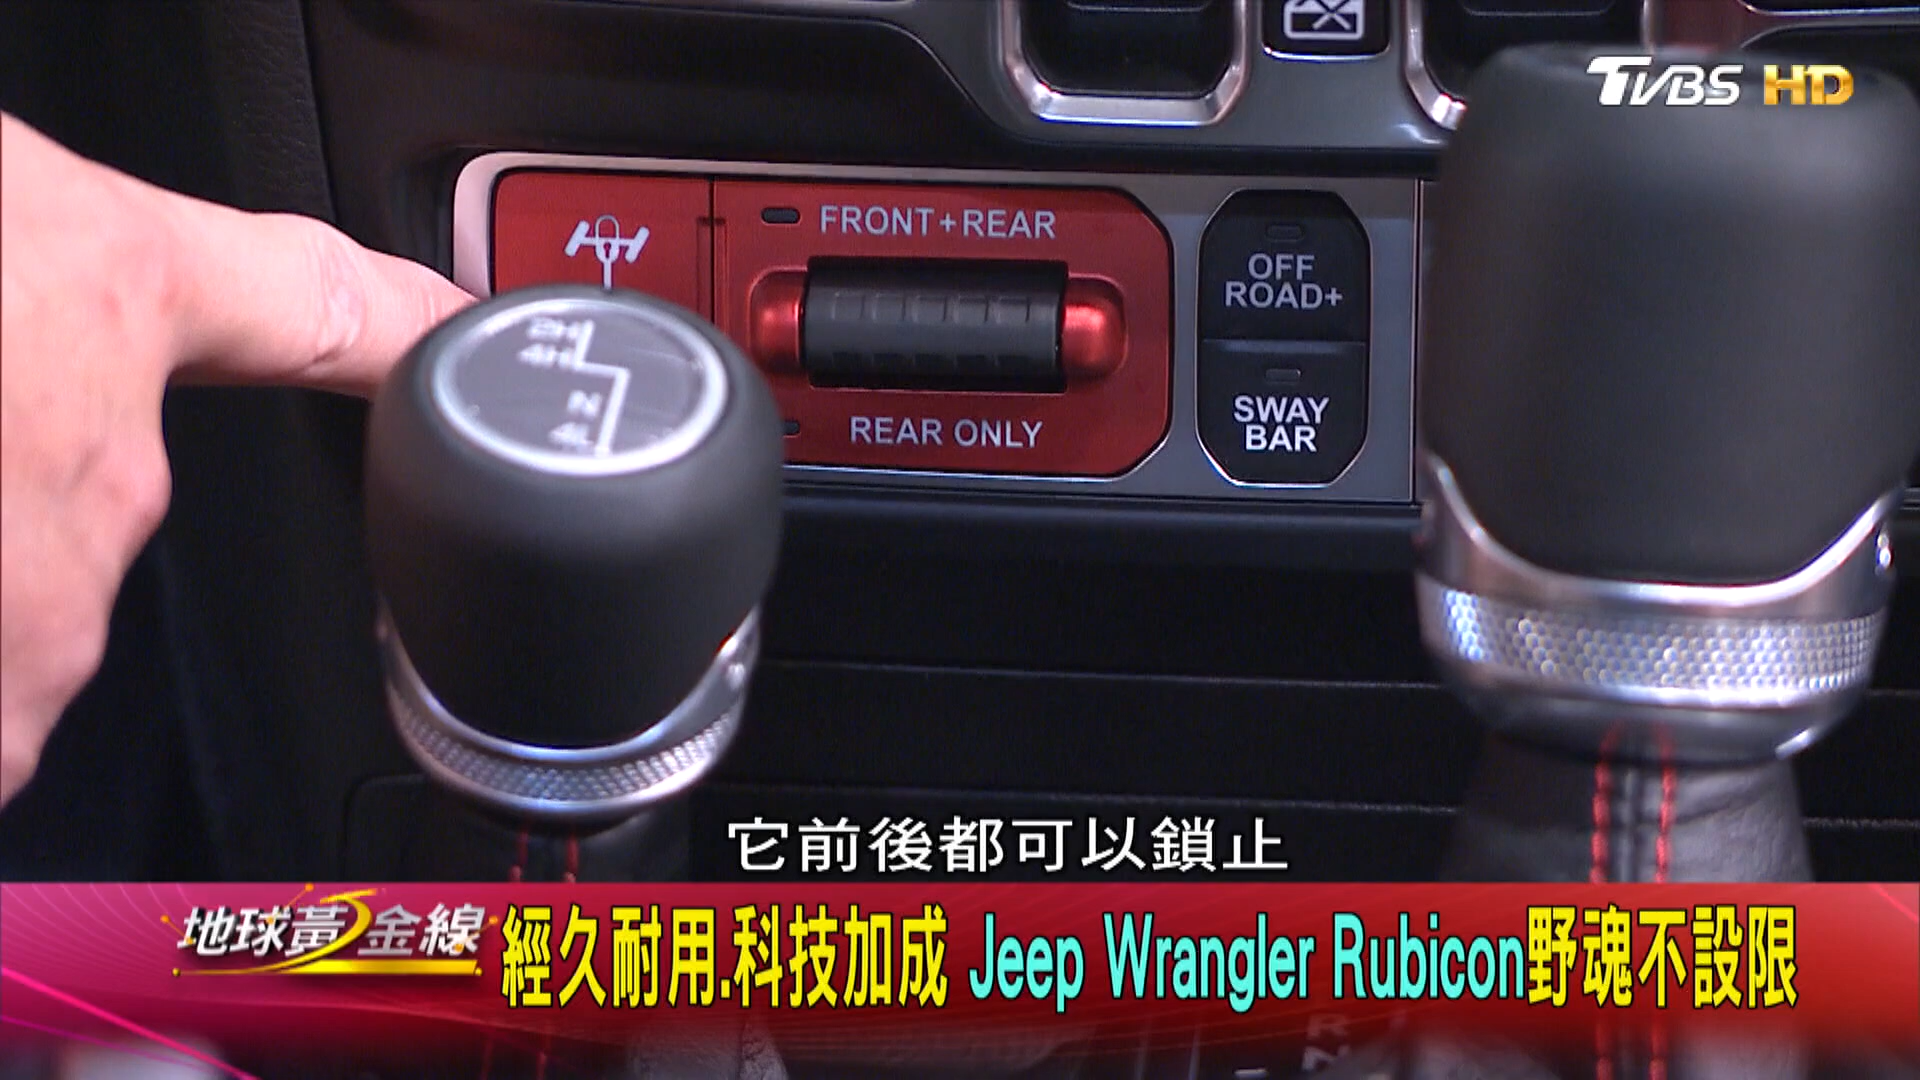 TVBS HD
FRONT+REAR
OFF
ROAD+
2H
4H
N
4L
SWAY
BAR
REAR ONLY
它前後都可以鎖止
地球黃金線
經久耐用.科技加成 Jeep Wrangler Rubicon野魂不設限
R
N